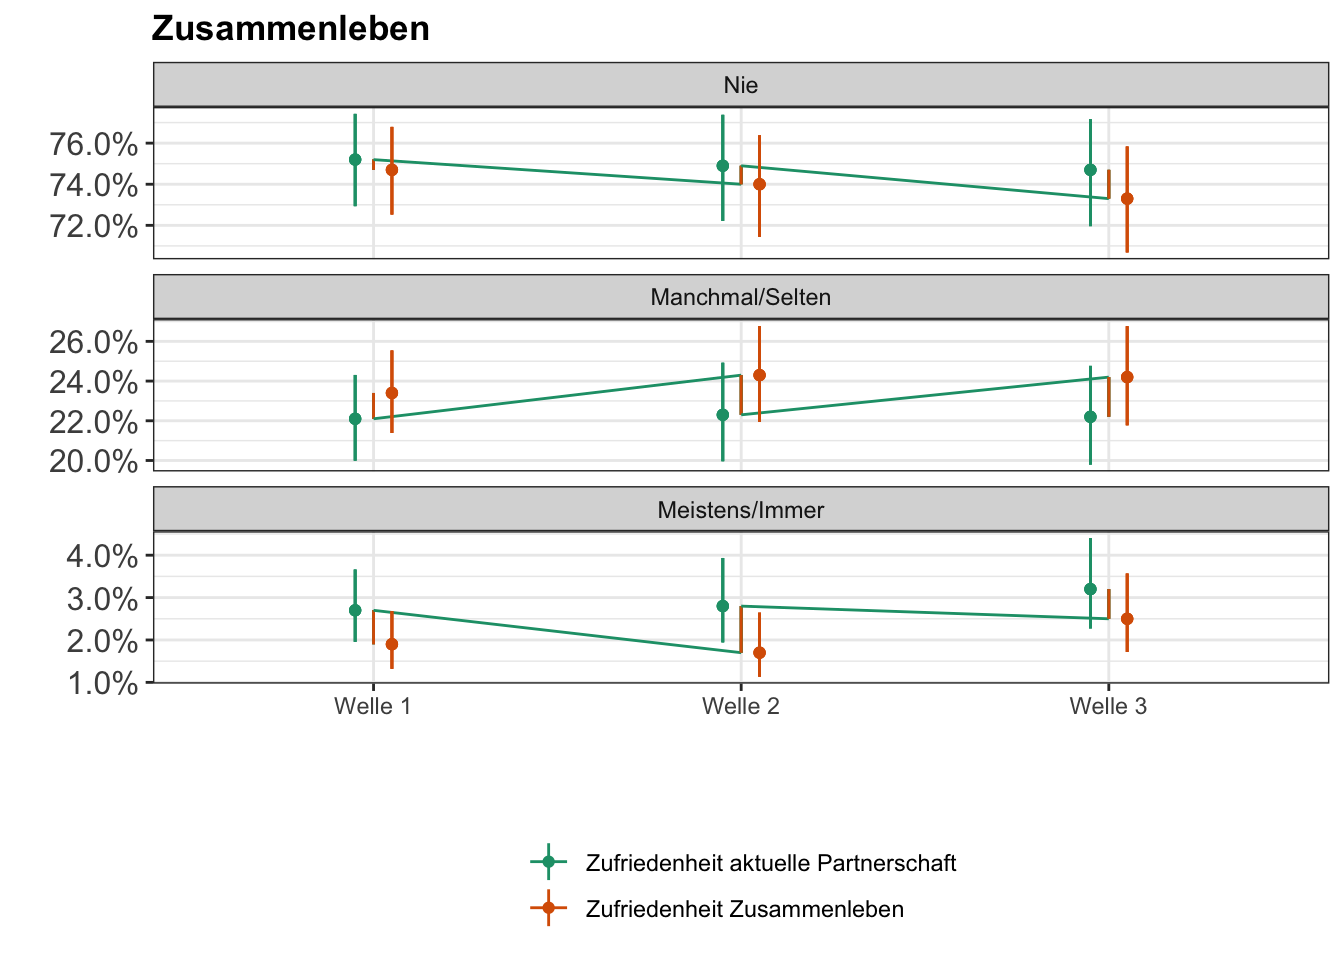 Zusammenleben
Nie
76.0%
74.0%
72.0%
Manchmal/Selten
26.0%
24.0%
22.0%
20.0%
Meistens/Immer
4.0%
3.0%
2.0%
1.0%
Welle 1 Welle 2 Welle 3
Zufriedenheit aktuelle Partnerschaft
Zufriedenheit Zusammenleben